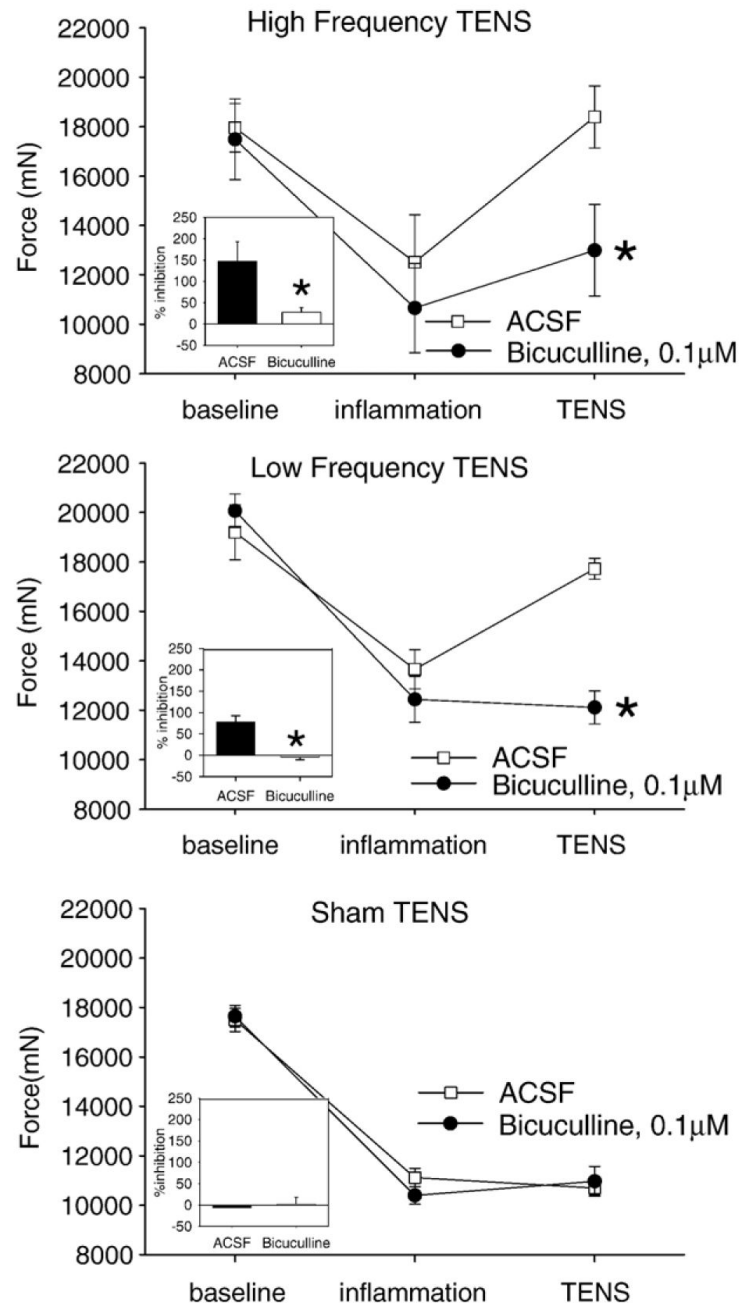 High Frequency TENS
22000
20000
18000
16000
14000
12000
10000
8000
Force (mN)
250
200
150
100
50
0
-50
% inhibition
*
ACSF Bicuculline
*
ACSF
Bicuculline, 0.1μM
baseline inflammation TENS
Low Frequency TENS
22000
20000
18000
16000
14000
12000
10000
8000
Force (mN)
250
200
150
100
50
0
-50
% inhibition
*
ACSF Bicuculline
*
ACSF
Bicuculline, 0.1μM
baseline inflammation TENS
Sham TENS
22000
20000
18000
16000
14000
12000
10000
8000
Force(mN)
250
200
150
100
50
0
-50
%inhibition
ACSF Bicuculline
ACSF
Bicuculline, 0.1μM
baseline inflammation TENS